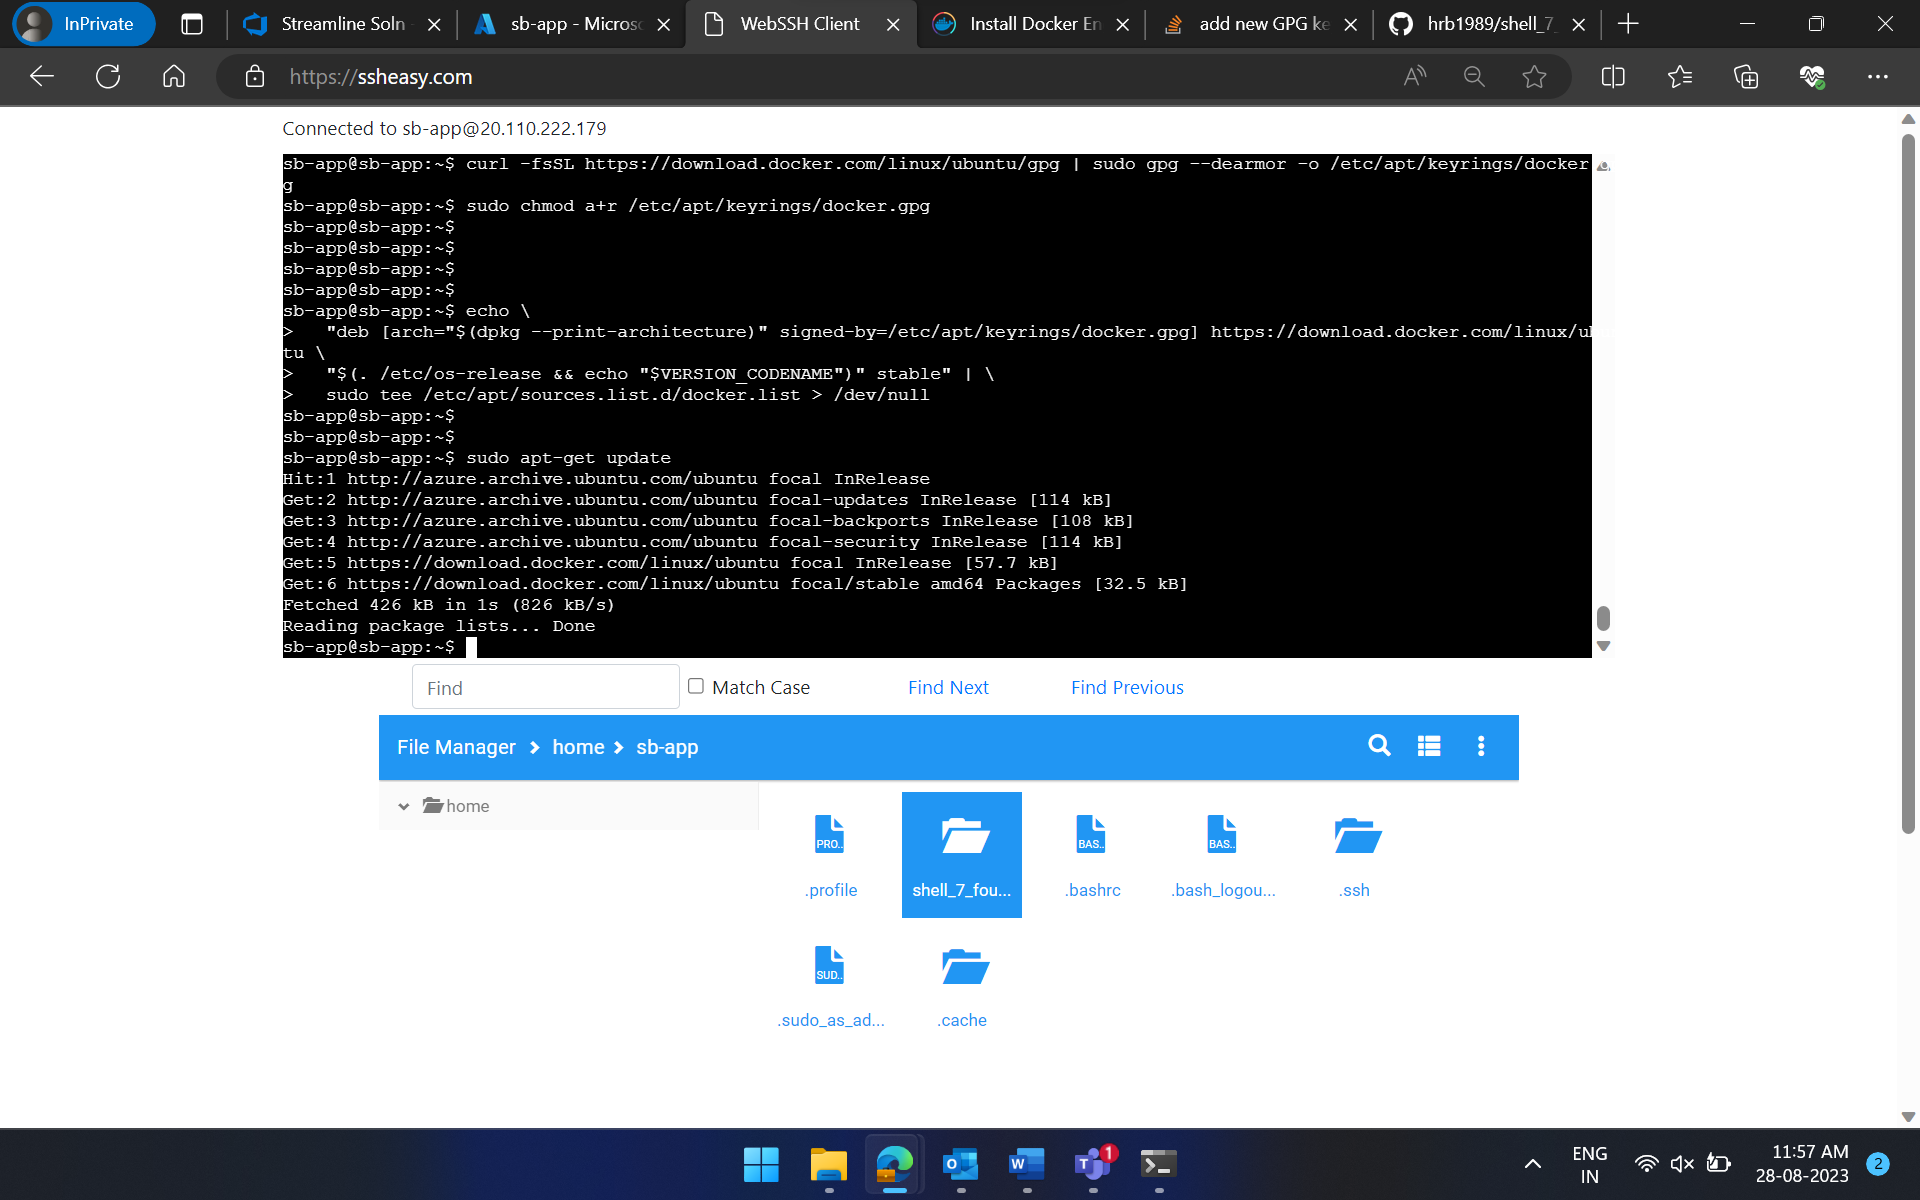 InPrivate
Streamline Soln
sb-app - Micros
WebSSH Client
Install Docker En
add new GPG ke
hrb1989/shell_7_
https://ssheasy.com
Connected to sb-app@20.110.222.179
sb-app@sb-app:~$ curl -fsSL https://download.docker.com/linux/ubuntu/gpg | sudo gpg --dearmor -o /etc/apt/keyrings/docker
g
sb-app@sb-app:~$ sudo chmod a+r /etc/apt/keyrings/docker.gpg
sb-app@sb-app:~$
sb-app@sb-app:~$
sb-app@sb-app:~$
sb-app@sb-app:~$
sb-app@sb-app:~$ echo \
>   "deb [arch="$(dpkg --print-architecture)" signed-by=/etc/apt/keyrings/docker.gpg] https://download.docker.com/linux/ub
tu \
>   "$(. /etc/os-release && echo "$VERSION_CODENAME")" stable" | \
>   sudo tee /etc/apt/sources.list.d/docker.list > /dev/null
sb-app@sb-app:~$
sb-app@sb-app:~$
sb-app@sb-app:~$ sudo apt-get update
Hit:1 http://azure.archive.ubuntu.com/ubuntu focal InRelease
Get:2 http://azure.archive.ubuntu.com/ubuntu focal-updates InRelease [114 kB]
Get:3 http://azure.archive.ubuntu.com/ubuntu focal-backports InRelease [108 kB]
Get:4 http://azure.archive.ubuntu.com/ubuntu focal-security InRelease [114 kB]
Get:5 https://download.docker.com/linux/ubuntu focal InRelease [57.7 kB]
Get:6 https://download.docker.com/linux/ubuntu focal/stable amd64 Packages [32.5 kB]
Fetched 426 kB in 1s (826 kB/s)
Reading package lists... Done
sb-app@sb-app:~$
Find
Match Case
Find Next
Find Previous
File Manager > home > sb-app
home
PRO..
BAS..
BAS..
.profile
shell_7_fou...
.bashrc
.bash_logou...
.ssh
SUD..
.sudo_as_ad...
.cache
1
ENG
IN
11:57 AM
28-08-2023
2